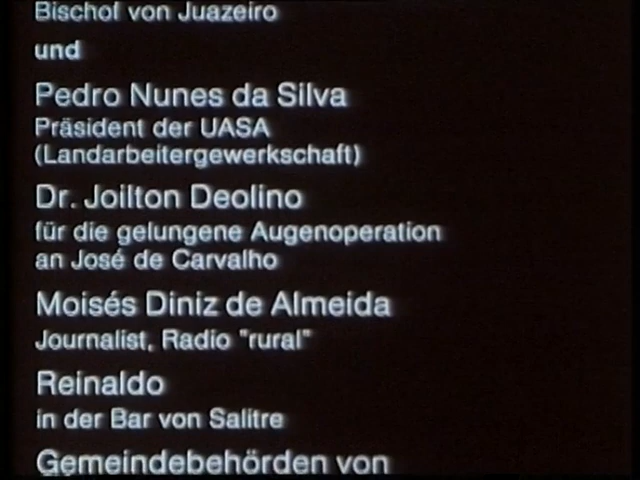 Bischof von Juazeiro
und
Pedro Nunes da Silva
Präsident der UASA
(Landarbeitergewerkschaft)
Dr. Joilton Deolino
für die gelungene Augenoperation
an José de Carvalho
Moisés Diniz de Almeida
Journalist, Radio "rural"
Reinaldo
in der Bar von Salitre
Gemeindebehörden von